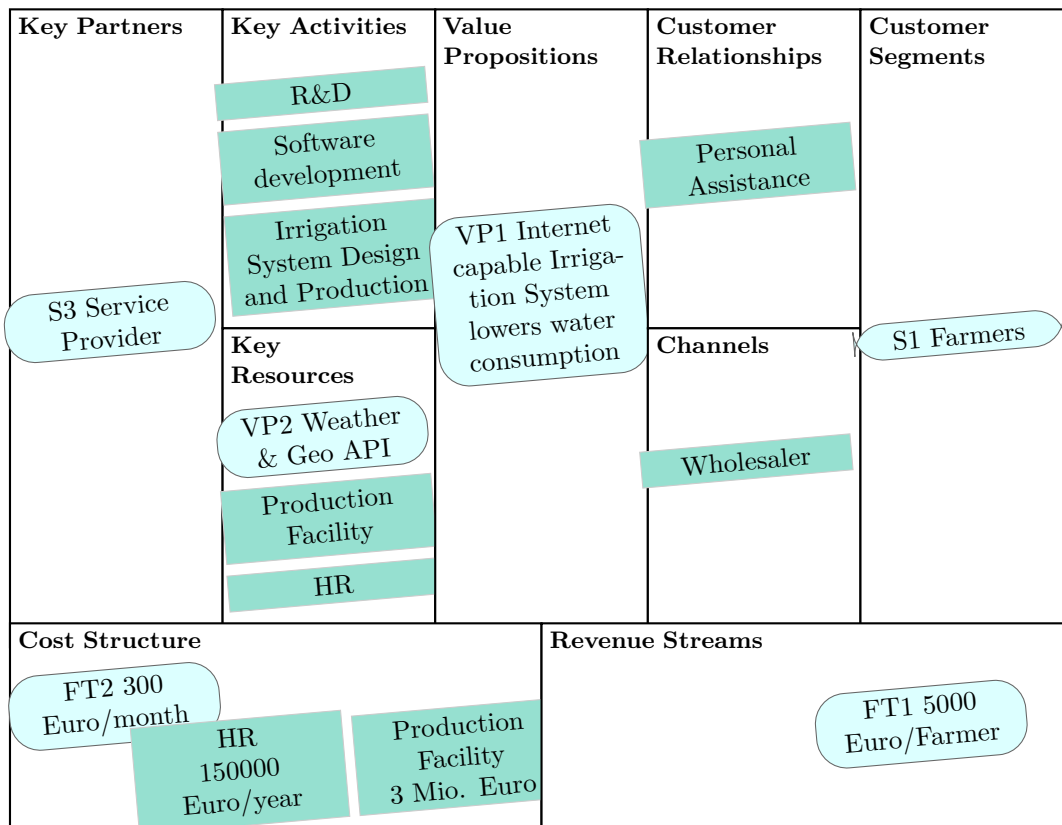 Key Partners
S3 Service
Provider
Key Activities
R&D
Software
development
Irrigation
System Design
and Production
Key
Resources
VP2 Weather
& Geo API
Production
Facility
HR
Value
Propositions
VP1 Internet
capable Irriga-
tion System
lowers water
consumption
Customer
Relationships
Personal
Assistance
Channels
Wholesaler
Customer
Segments
S1 Farmers
Cost Structure
FT2 300
Euro/month
HR
150000
Euro/year
Production
Facility
3 Mio. Euro
Revenue Streams
FT1 5000
Euro/Farmer